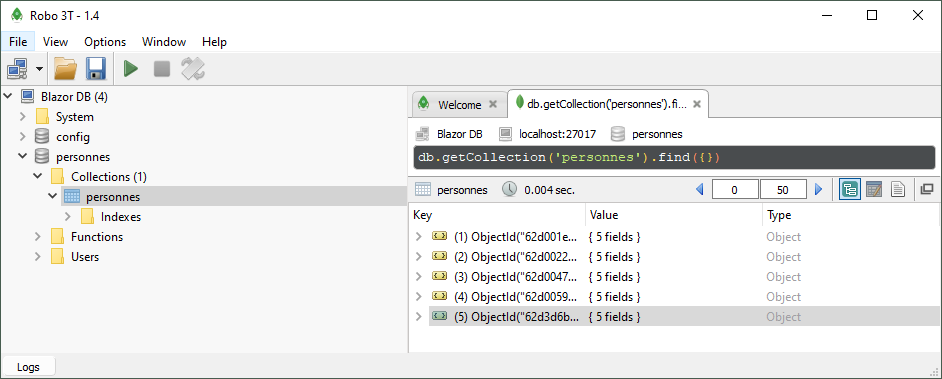 Robo 3T - 1.4
File View Options Window Help
Blazor DB (4)
System
config
personnes
Collections (1)
personnes
Indexes
Functions
Users
Welcome db.getCollection('personnes').fi...
Blazor DB localhost:27017 personnes
db.getCollection('personnes').find({})
personnes 0.004 sec. 0 50
Key Value Type
(1) ObjectId("62d001e... { 5 fields } Object
(2) ObjectId("62d0022... { 5 fields } Object
(3) ObjectId("62d0047... { 5 fields } Object
(4) ObjectId("62d0059... { 5 fields } Object
(5) ObjectId("62d3d6b... { 5 fields } Object
Logs